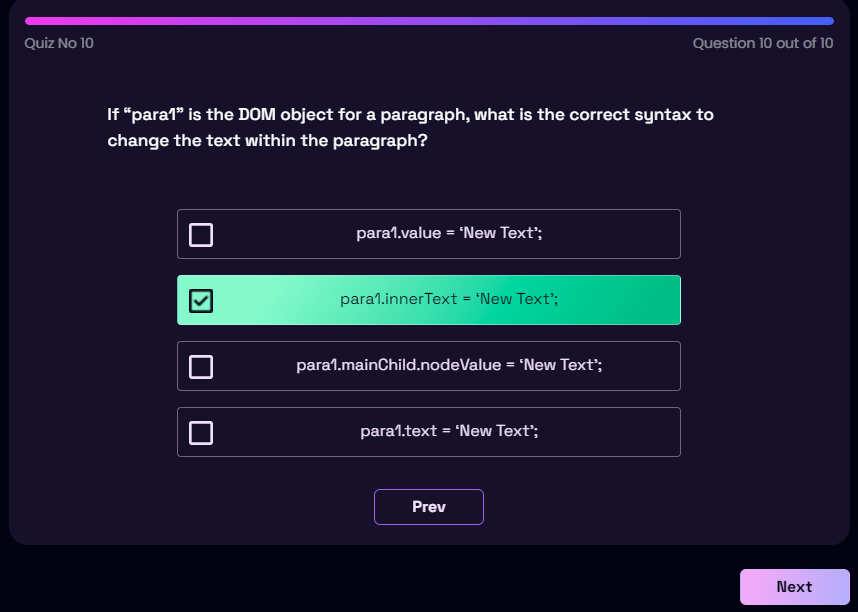 Quiz No 10
Question 10 out of 10
If “para1” is the DOM object for a paragraph, what is the correct syntax to
change the text within the paragraph?
para1.value = ‘New Text’;
para1.innerText = ‘New Text’;
para1.mainChild.nodeValue = ‘New Text’;
para1.text = ‘New Text’;
Prev
Next